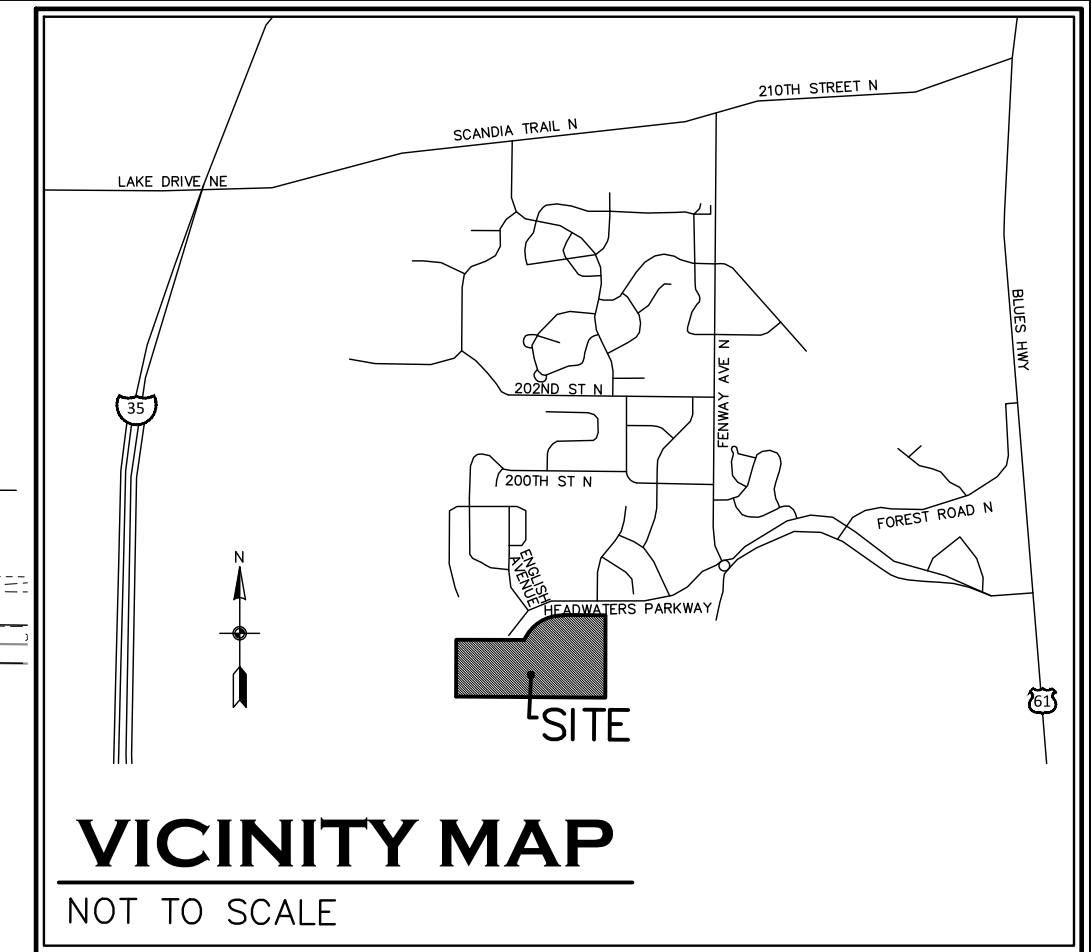 210TH STREET N
SCANDIA TRAIL N
LAKE DRIVE NE
BLUES HWY
FENWAY AVE N
202ND ST N
35
200TH ST N
FOREST ROAD N
ENGLISH
AVENUE
N
HEADWATERS PARKWAY
61
SITE
VICINITY MAP
NOT TO SCALE